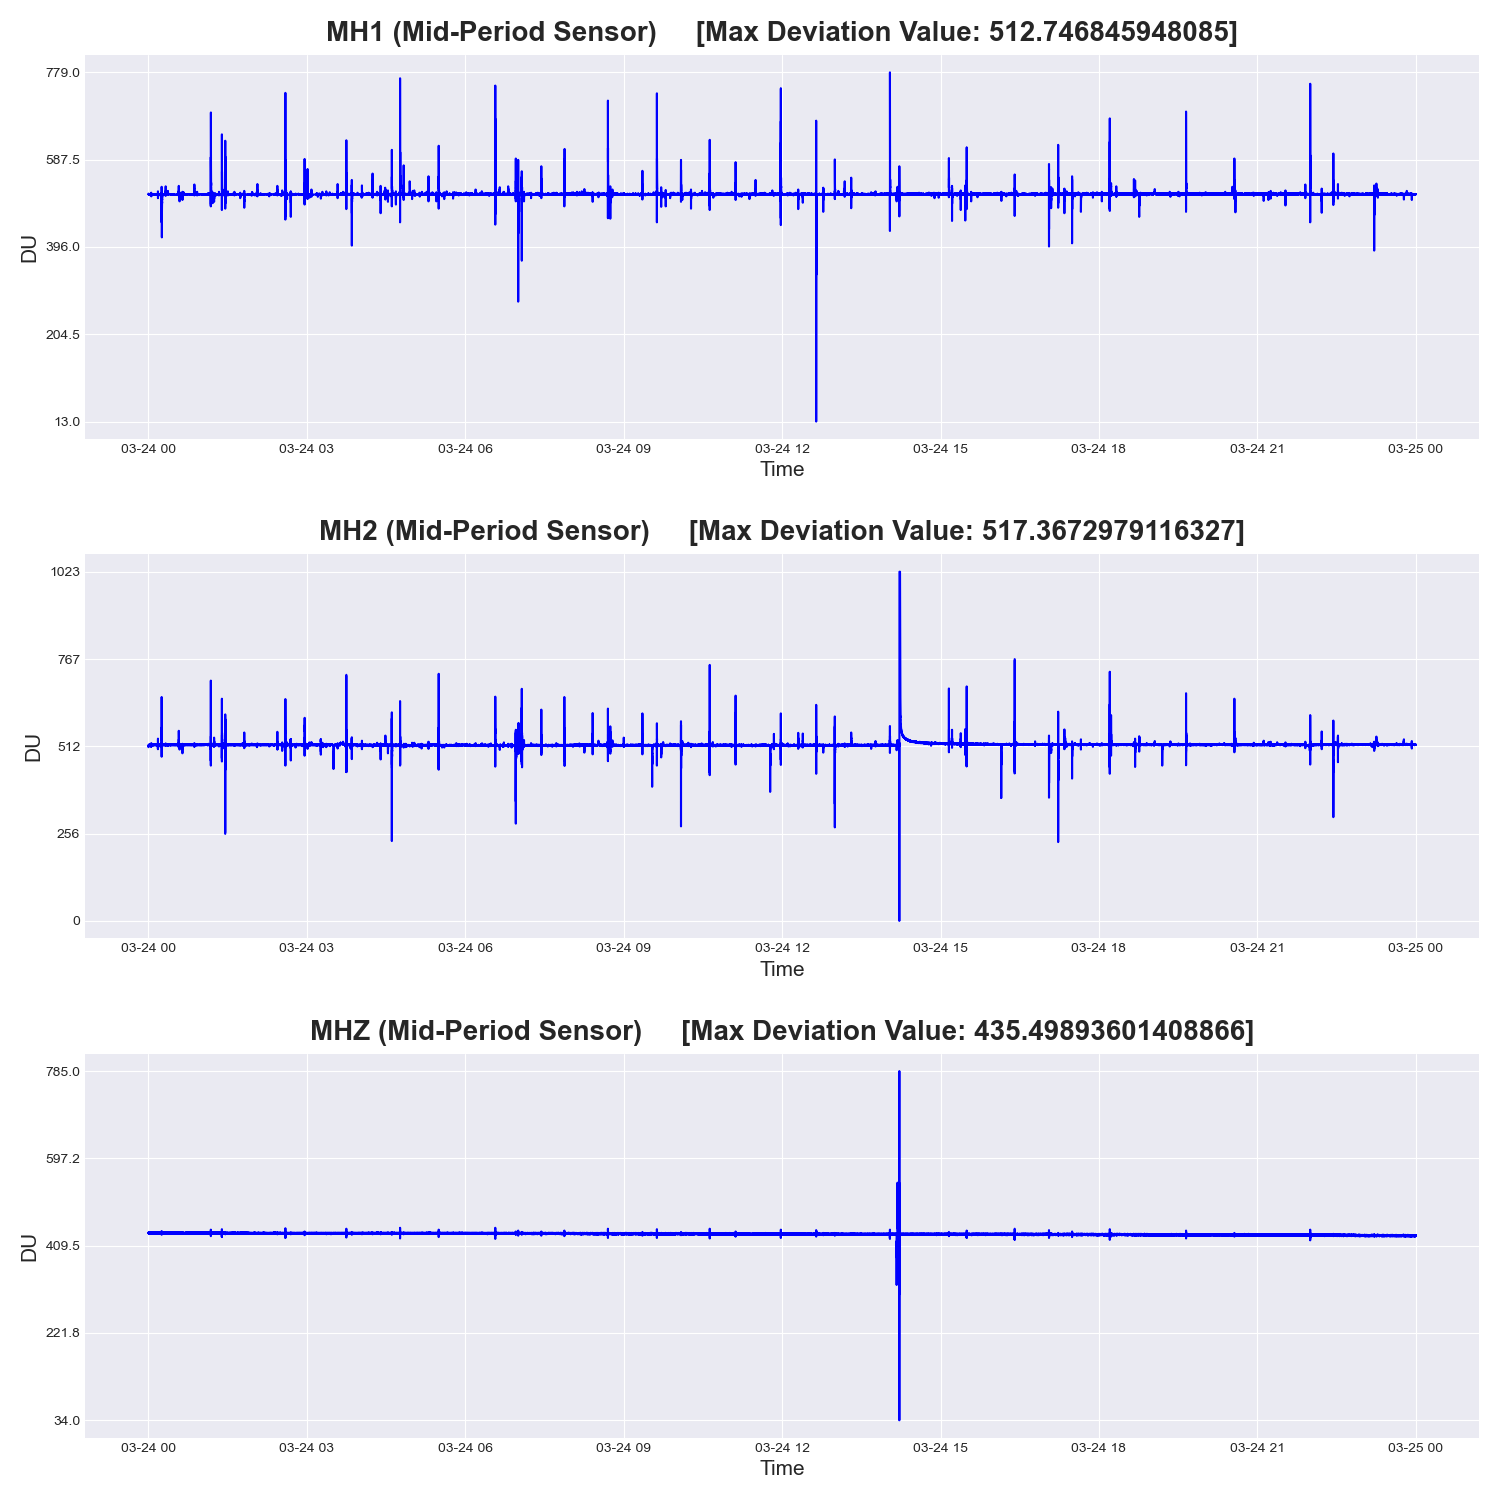 MH1 (Mid-Period Sensor) [Max Deviation Value: 512.746845948085]
779.0
587.5
396.0
204.5
13.0
DU
03-24 00 03-24 03 03-24 06 03-24 09 03-24 12 03-24 15 03-24 18 03-24 21 03-25 00
Time
MH2 (Mid-Period Sensor) [Max Deviation Value: 517.3672979116327]
1023
767
512
256
0
DU
03-24 00 03-24 03 03-24 06 03-24 09 03-24 12 03-24 15 03-24 18 03-24 21 03-25 00
Time
MHZ (Mid-Period Sensor) [Max Deviation Value: 435.49893601408866]
785.0
597.2
409.5
221.8
34.0
DU
03-24 00 03-24 03 03-24 06 03-24 09 03-24 12 03-24 15 03-24 18 03-24 21 03-25 00
Time